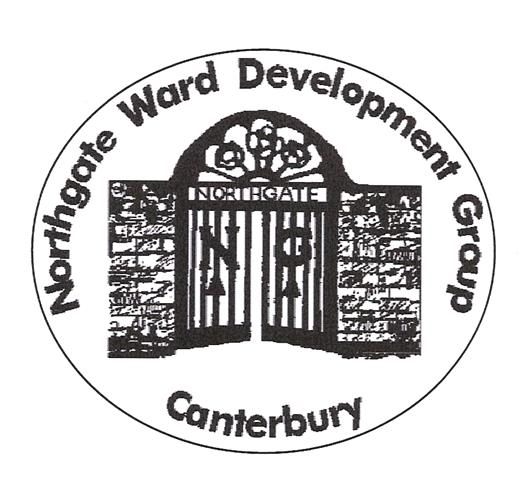 Northgate Ward Development Group
NORTHGATE
N G
Canterbury